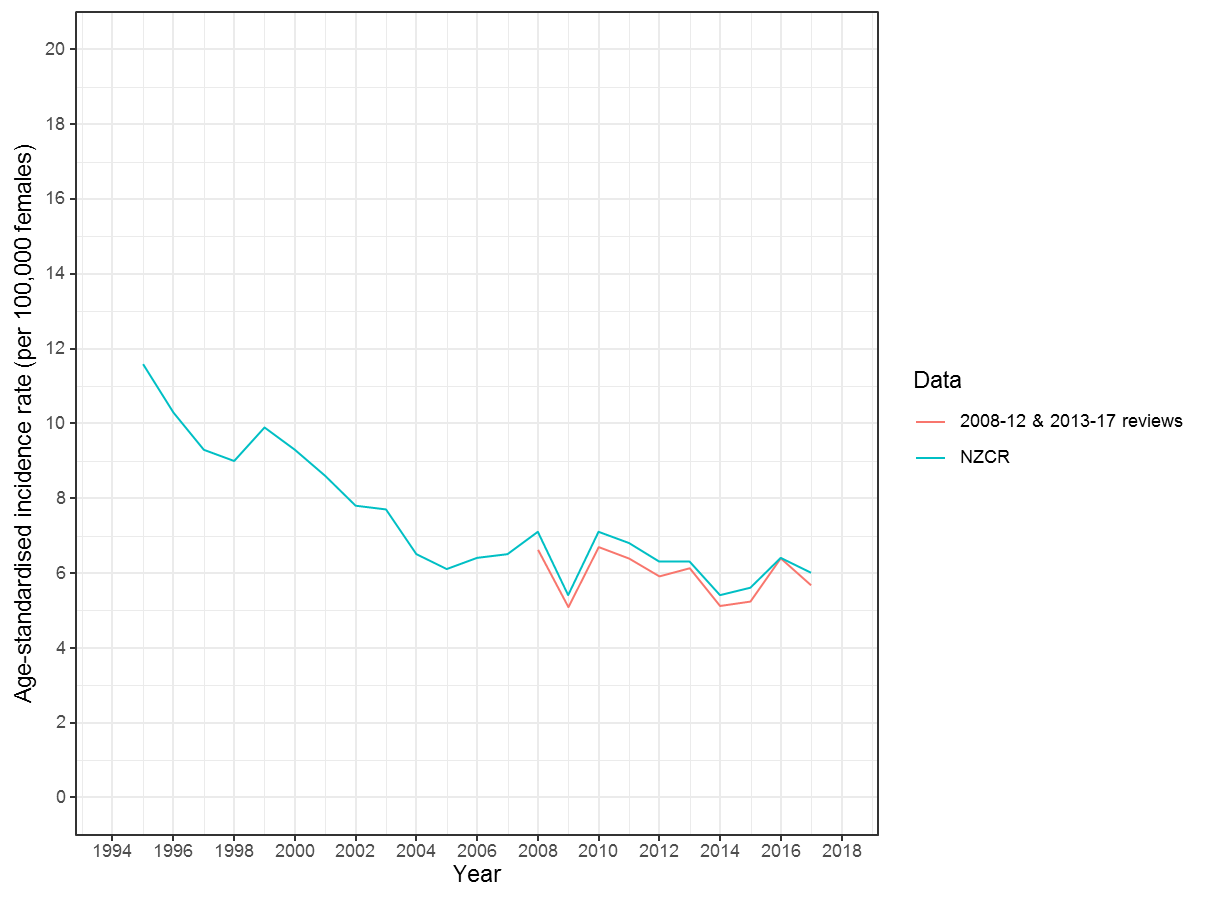 Age-standardised incidence rate (per 100,000 females)
20
18
16
14
12
10
8
6
4
2
0
1994 1996 1998 2000 2002 2004 2006 2008 2010 2012 2014 2016 2018
Year
Data
2008-12 & 2013-17 reviews
NZCR